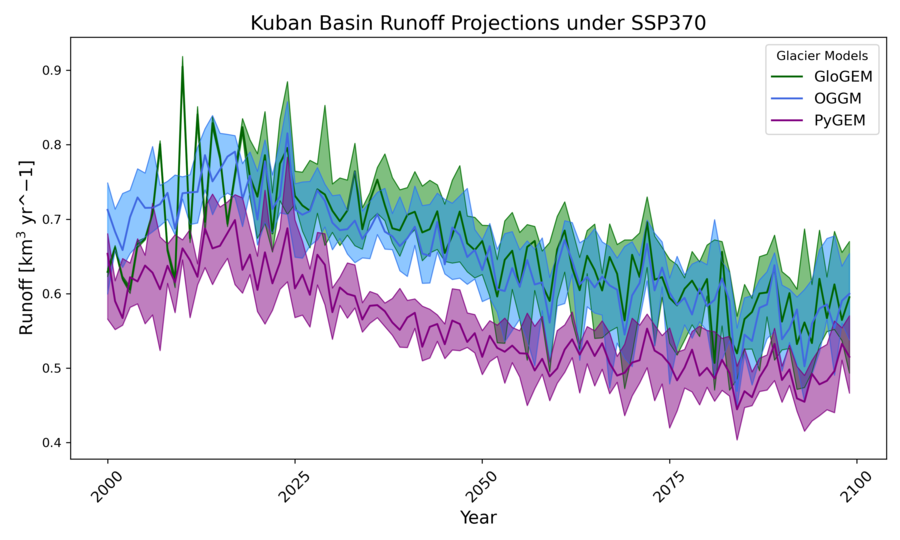 Kuban Basin Runoff Projections under SSP370
Glacier Models
GloGEM
OGGM
PyGEM
Runoff [km³ yr^−1]
0.9
0.8
0.7
0.6
0.5
0.4
2000
2025
2050
2075
2100
Year